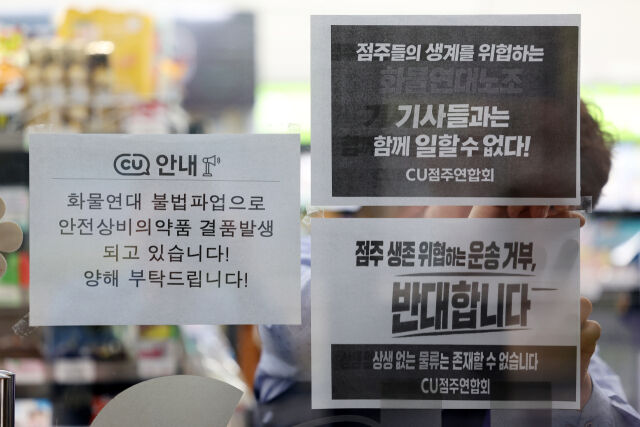 CU 안내
화물연대 불법파업으로
안전상비의약품 결품발생
되고 있습니다!
양해 부탁드립니다!
점주들의 생계를 위협하는
화물연대노조
기사들과는
함께 일할 수 없다!
CU점주연합회
점주 생존 위협하는 운송 거부,
반대합니다
상생 없는 물류는 존재할 수 없습니다
CU점주연합회